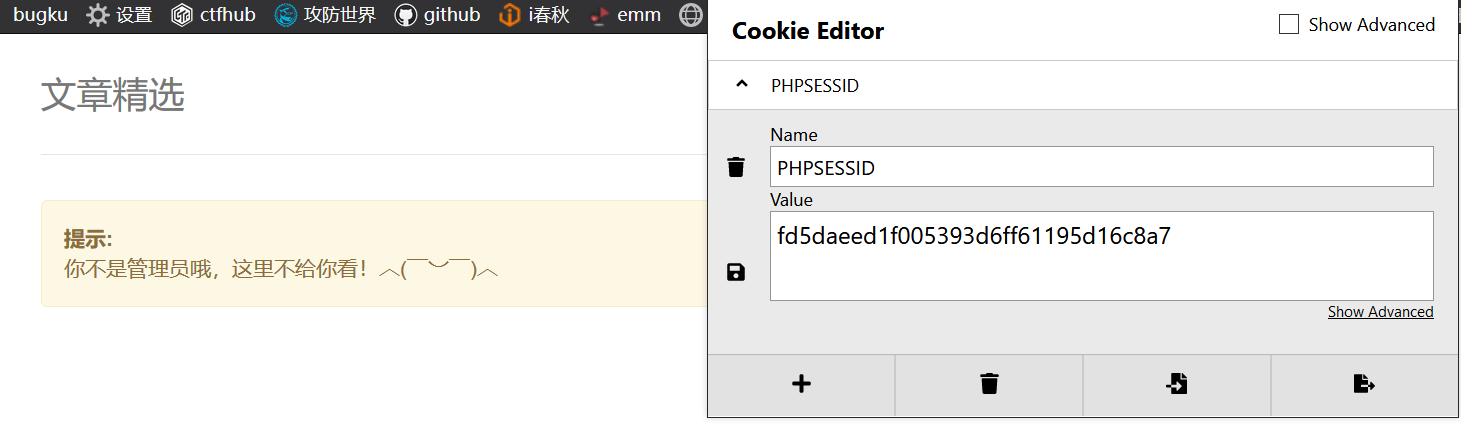 bugku 设置 ctfhub 攻防世界 github i春秋 emm
文章精选
提示:
你不是管理员哦，这里不给你看！︿(￣︶￣)︿
Cookie Editor
Show Advanced
PHPSESSID
Name
PHPSESSID
Value
fd5daeed1f005393d6ff61195d16c8a7
Show Advanced